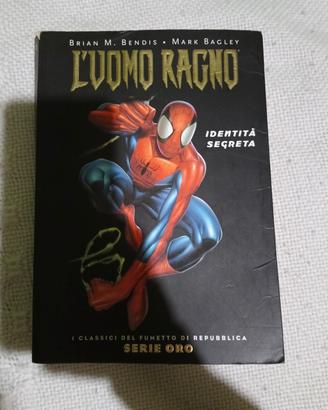 BRIAN M. BENDIS • MARK BAGLEY
L'UOMO RAGNO
IDENTITÀ
SEGRETA
I CLASSICI DEL FUMETTO DI REPUBBLICA
SERIE ORO